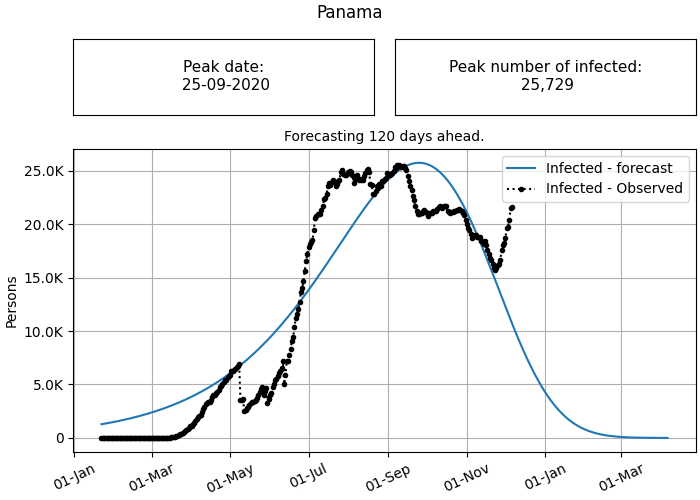 Panama
Peak date:
25-09-2020
Peak number of infected:
25,729
Forecasting 120 days ahead.
Infected - forecast
Infected - Observed
25.0K
20.0K
15.0K
10.0K
5.0K
0
Persons
01-Jan
01-Mar
01-May
01-Jul
01-Sep
01-Nov
01-Jan
01-Mar